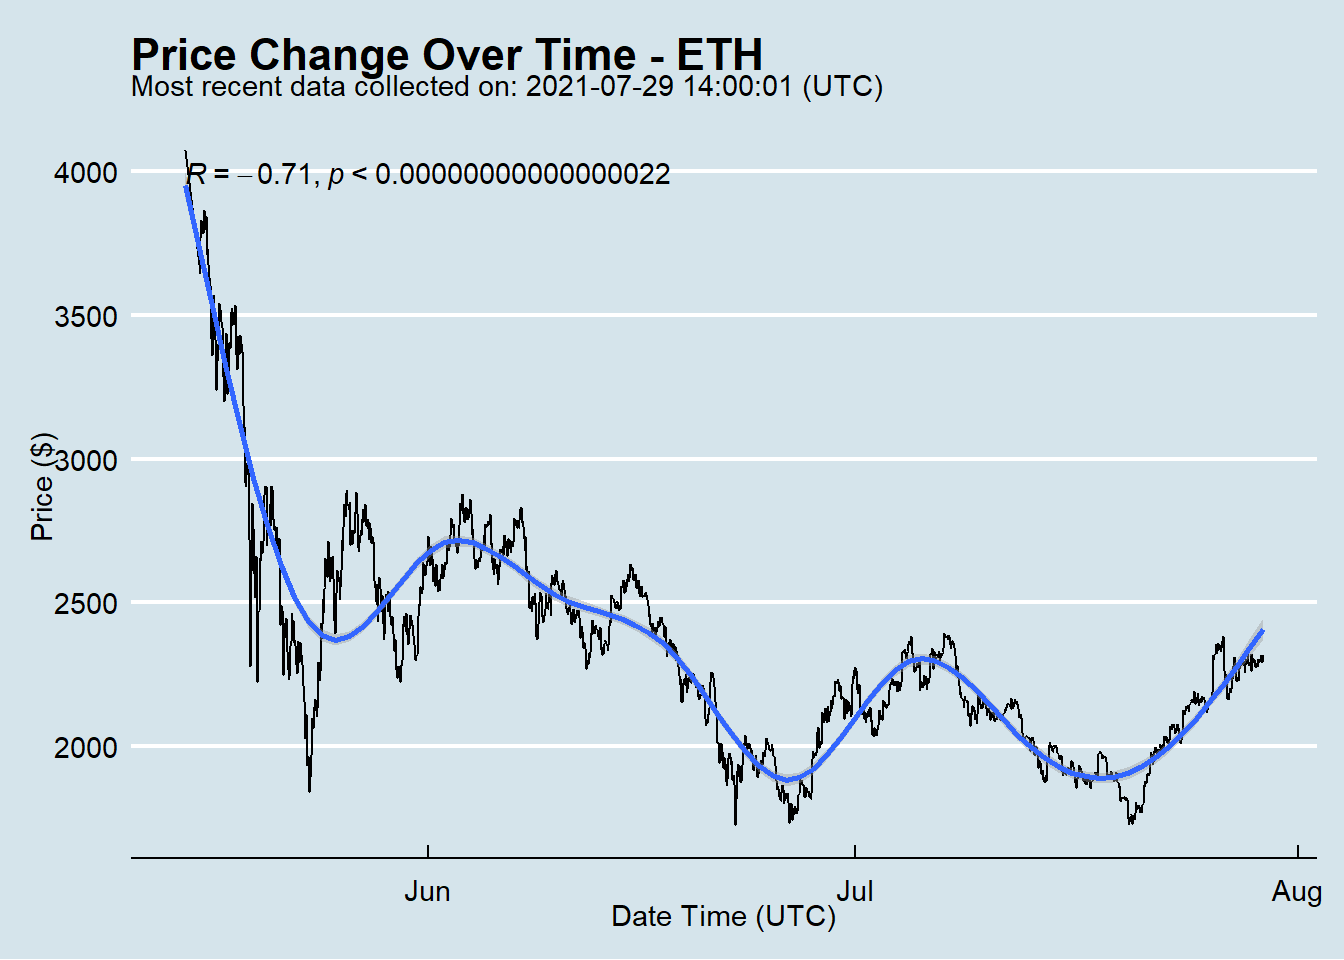 Price Change Over Time - ETH
Most recent data collected on: 2021-07-29 14:00:01 (UTC)
R = −0.71, p < 0.00000000000000022
4000
3500
3000
2500
2000
Price ($)
Jun
Jul
Aug
Date Time (UTC)